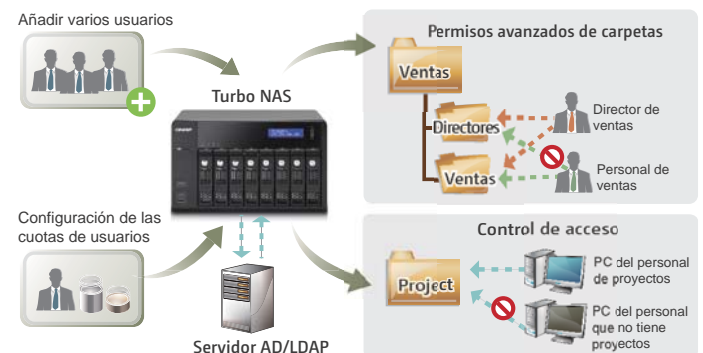 Añadir varios usuarios
Turbo NAS
Configuración de las
cuotas de usuarios
Servidor AD/LDAP
Permisos avanzados de carpetas
Ventas
Directores
Ventas
Director de
ventas
Personal de
ventas
Control de acceso
Project
PC del personal
de proyectos
PC del personal
que no tiene
proyectos